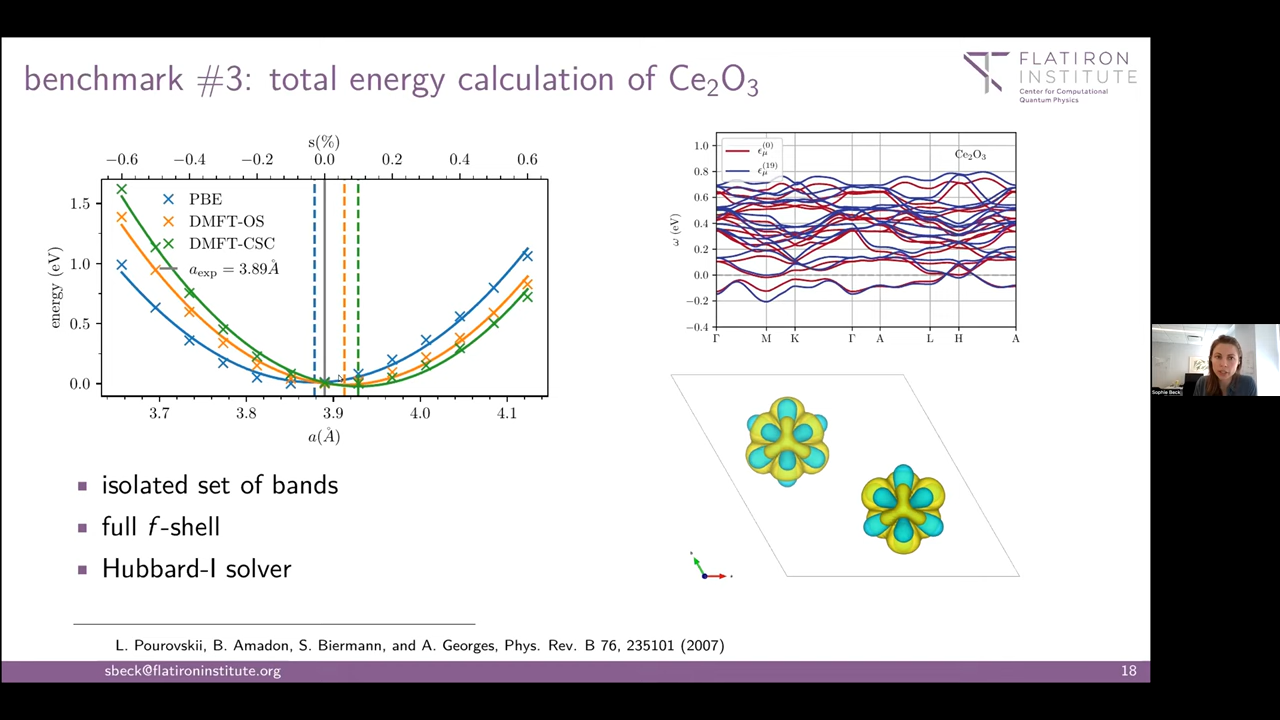 benchmark #3: total energy calculation of Ce₂O₃
FLATIRON
INSTITUTE
Center for Computational
Quantum Physics
s(%)
−0.6 −0.4 −0.2 0.0 0.2 0.4 0.6
PBE
DMFT-OS
DMFT-CSC
a_exp = 3.89Å
energy (eV)
1.5
1.0
0.5
0.0
3.7 3.8 3.9 4.0 4.1
a(Å)
ϵ_μ^(0)
ϵ_μ^(19)
Ce₂O₃
ω (eV)
1.0
0.8
0.6
0.4
0.2
0.0
−0.2
−0.4
Γ M K Γ A L H A
▪ isolated set of bands
▪ full f-shell
▪ Hubbard-I solver
L. Pourovskii, B. Amadon, S. Biermann, and A. Georges, Phys. Rev. B 76, 235101 (2007)
sbeck@flatironinstitute.org
18
Sophie Beck